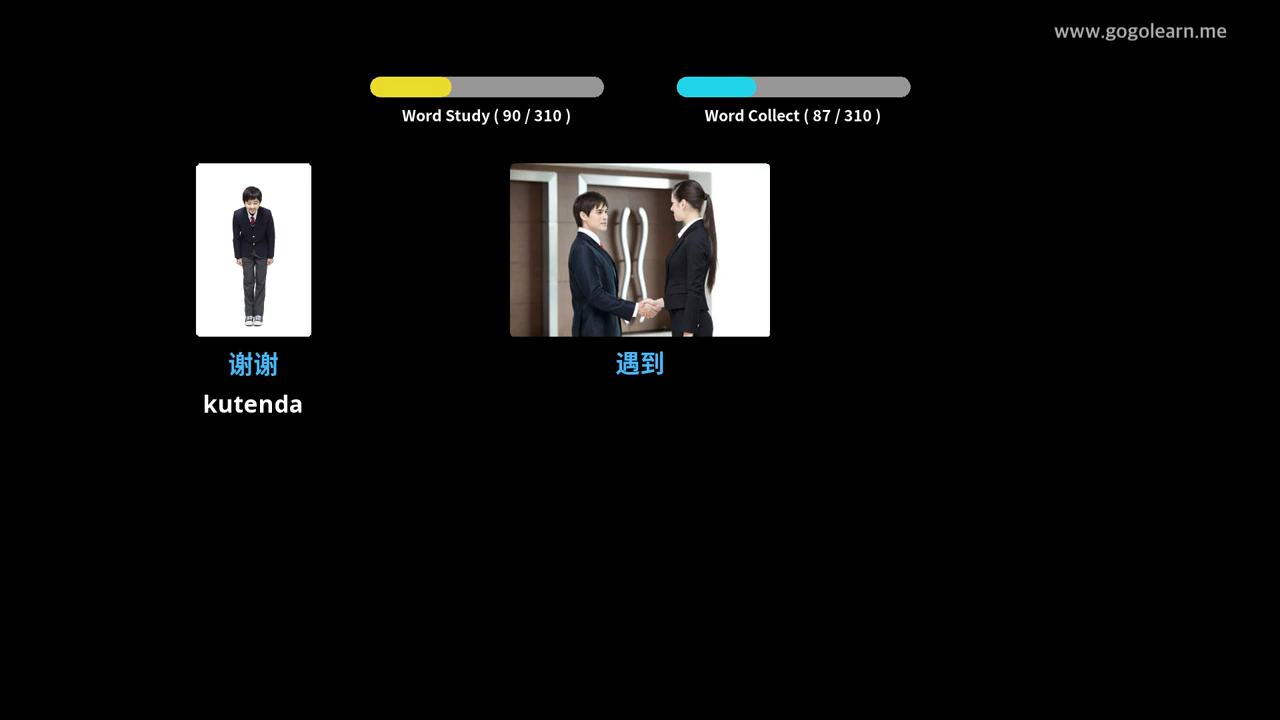 www.gogolearn.me
Word Study ( 90 / 310 )
Word Collect ( 87 / 310 )
谢谢
遇到
kutenda